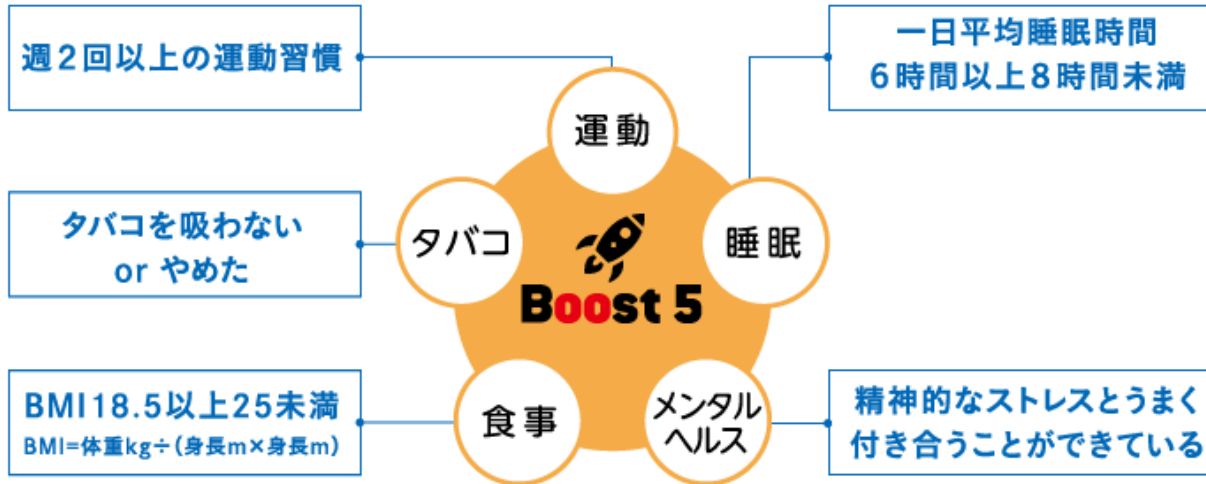 週2回以上の運動習慣
一日平均睡眠時間
6時間以上8時間未満
運動
タバコを吸わない
or やめた
タバコ
睡眠
Boost 5
BMI18.5以上25未満
BMI=体重kg÷(身長m×身長m)
食事
メンタル
ヘルス
精神的なストレスとうまく
付き合うことができている